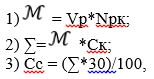 1) ℳ = Vр*Nрк;
2) ∑=ℳ *Ск;
3) Сс = (∑*30)/100,